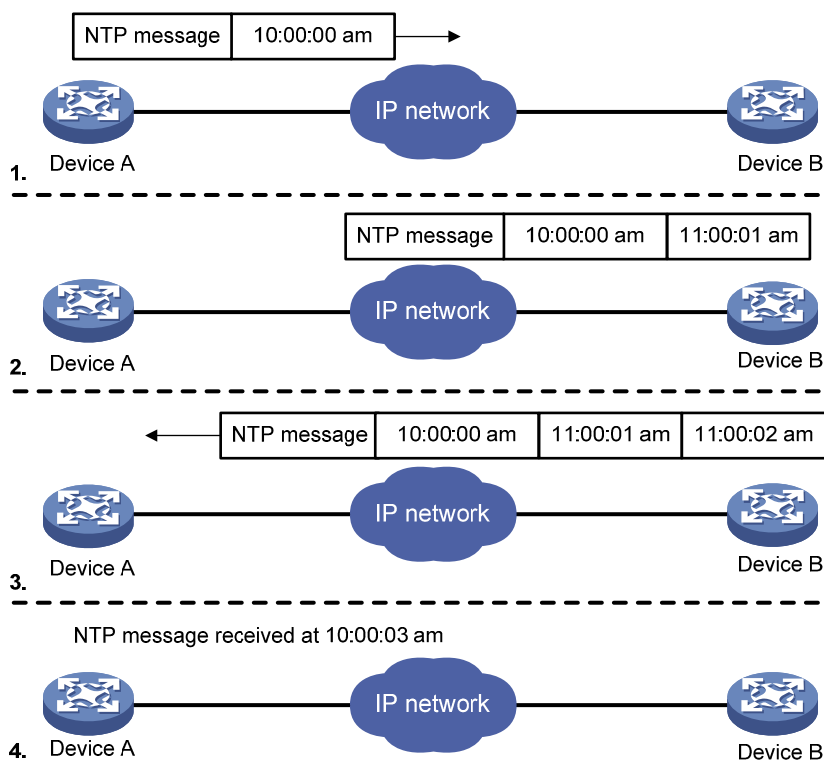 NTP message 10:00:00 am
IP network
Device A
Device B
1.
NTP message 10:00:00 am 11:00:01 am
IP network
Device A
Device B
2.
NTP message 10:00:00 am 11:00:01 am 11:00:02 am
IP network
Device A
Device B
3.
NTP message received at 10:00:03 am
IP network
Device A
Device B
4.